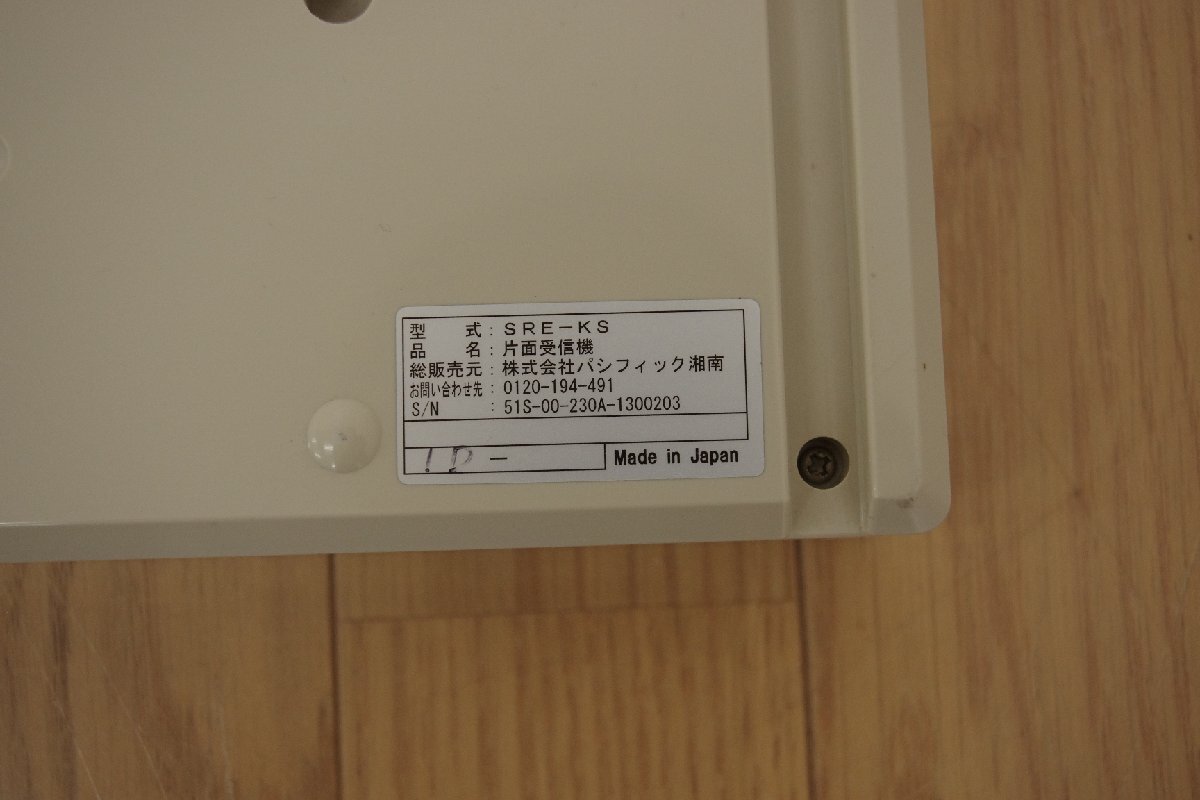 型 式 : SRE-KS
品 名 : 片面受信機
総販売元 : 株式会社パシフィック湘南
お問い合わせ先 : 0120-194-491
S/N : 51S-00-230A-1300203
ID -
Made in Japan